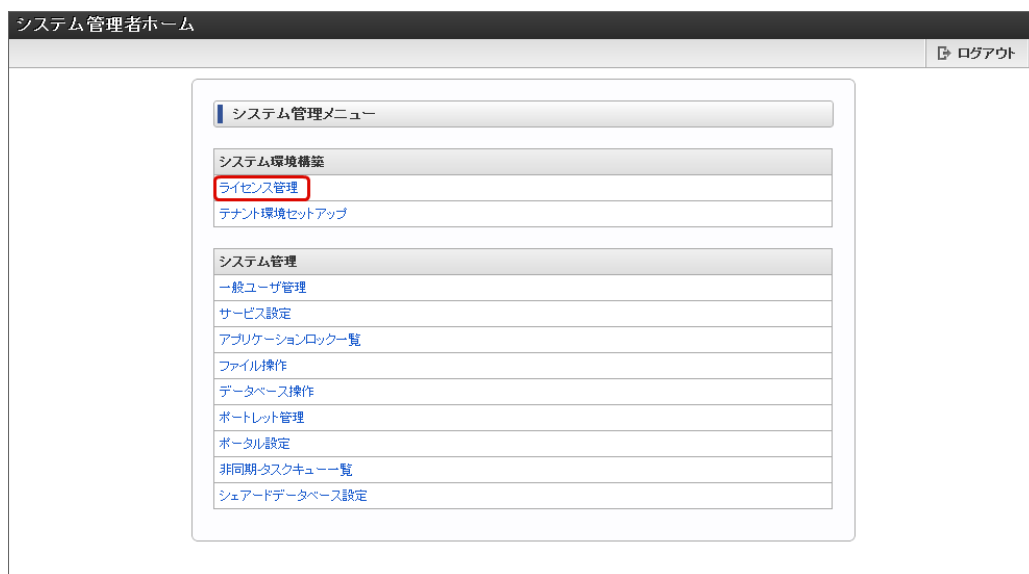 システム管理者ホーム
ログアウト
システム管理メニュー
システム環境構築
ライセンス管理
テナント環境セットアップ
システム管理
一般ユーザ管理
サービス設定
アプリケーションロック一覧
ファイル操作
データベース操作
ポートレット管理
ポータル設定
非同期タスクキュー一覧
シェアードデータベース設定